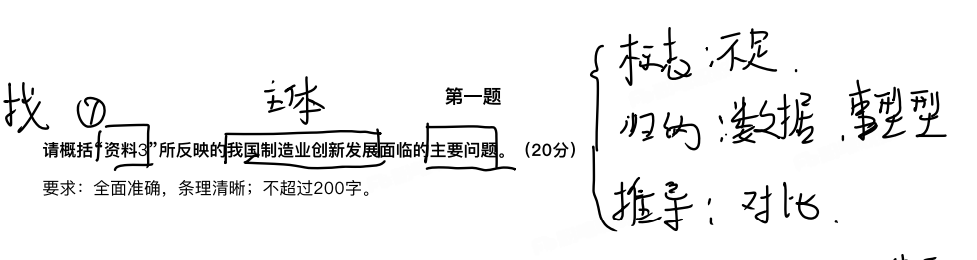 标志：不足.
找 ⑦ 主体 第一题
归纳：数据、典型
请概括“资料3”所反映的我国制造业创新发展面临的主要问题。（20分）
要求：全面准确，条理清晰；不超过200字。
推导：对比.